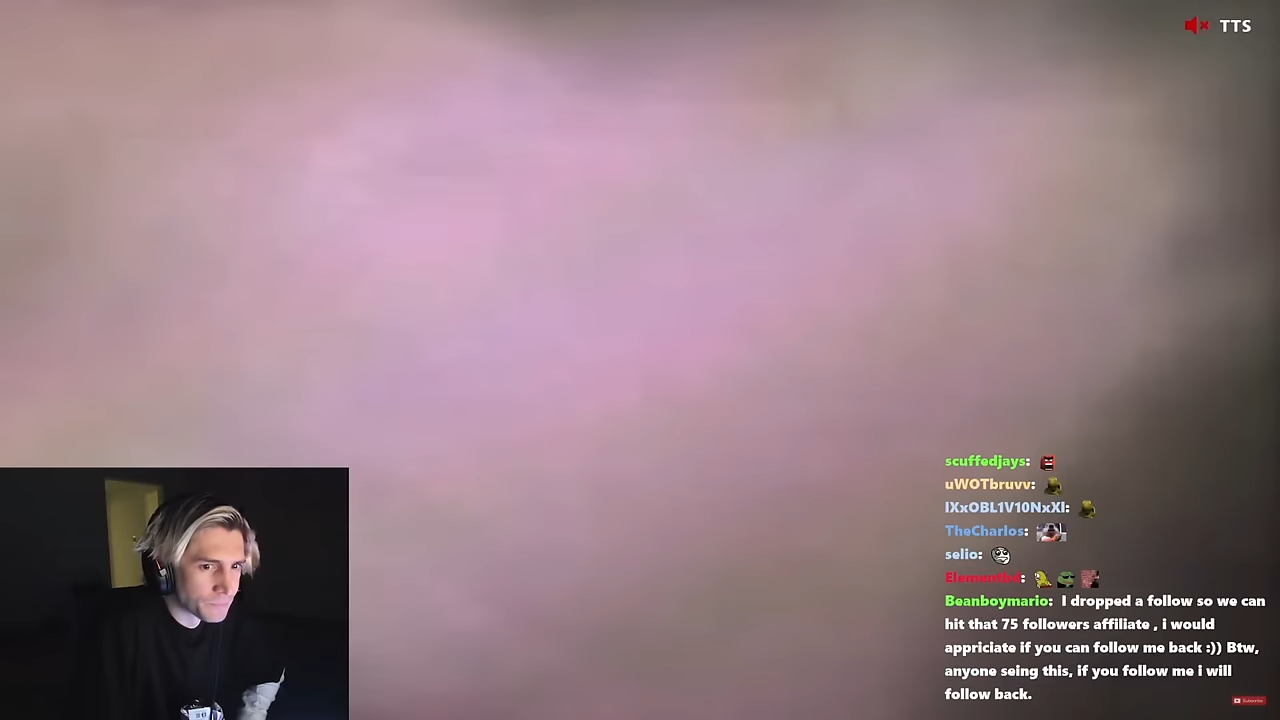 TTS
scuffedjays:
uWOTbruvv:
lXxOBL1V10NxXl:
TheCharlos:
selio:
Beanboymario: I dropped a follow so we can
hit that 75 followers affiliate , i would
appriciate if you can follow me back :)) Btw,
anyone seing this, if you follow me i will
follow back.
Subscribe